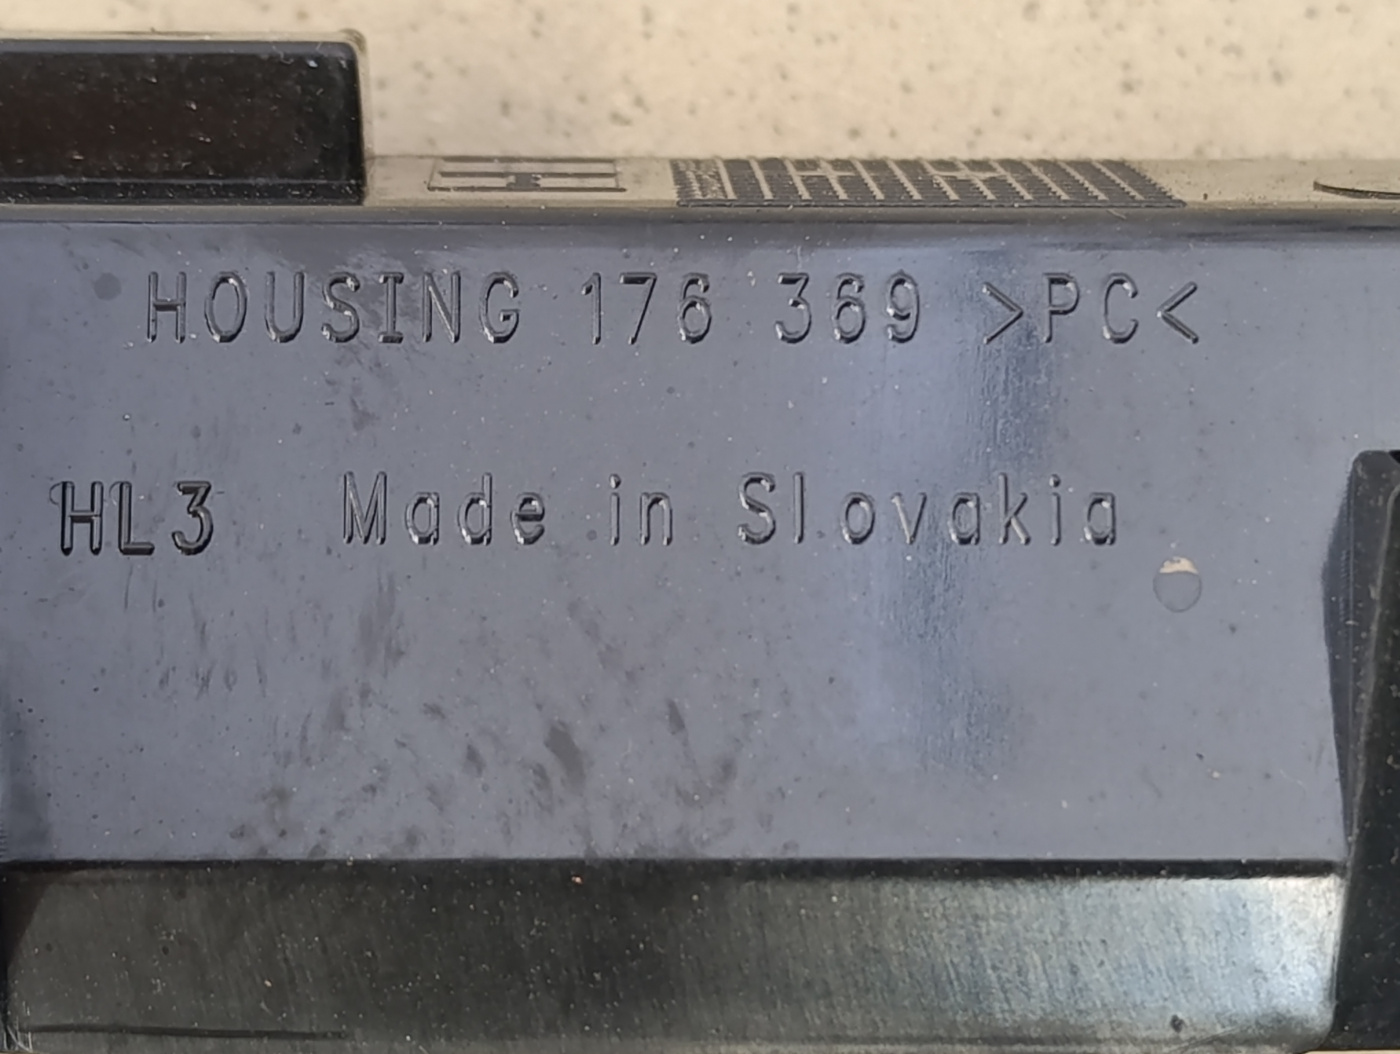 HOUSING 176 369 >PC<
HL3 Made in Slovakia